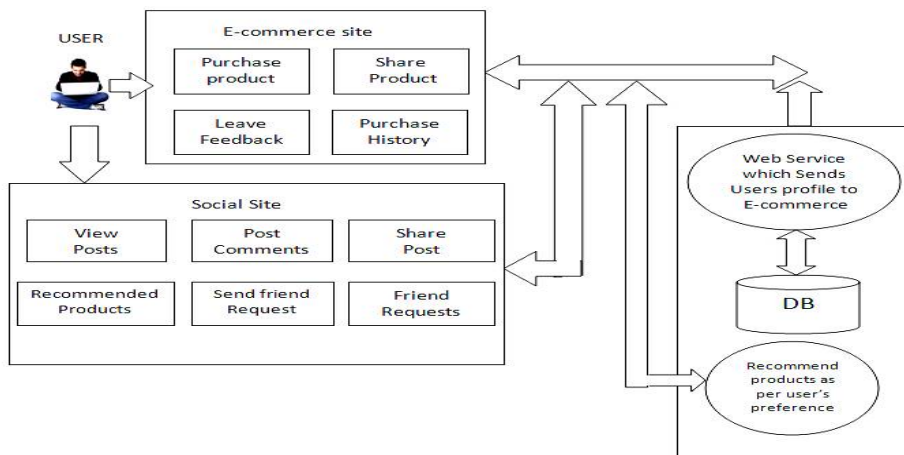 USER
E-commerce site
Purchase
product
Share
Product
Leave
Feedback
Purchase
History
Social Site
View
Posts
Post
Comments
Share
Post
Recommended
Products
Send friend
Request
Friend
Requests
Web Service
which Sends
Users profile to
E-commerce
DB
Recommend
products as
per user's
preference